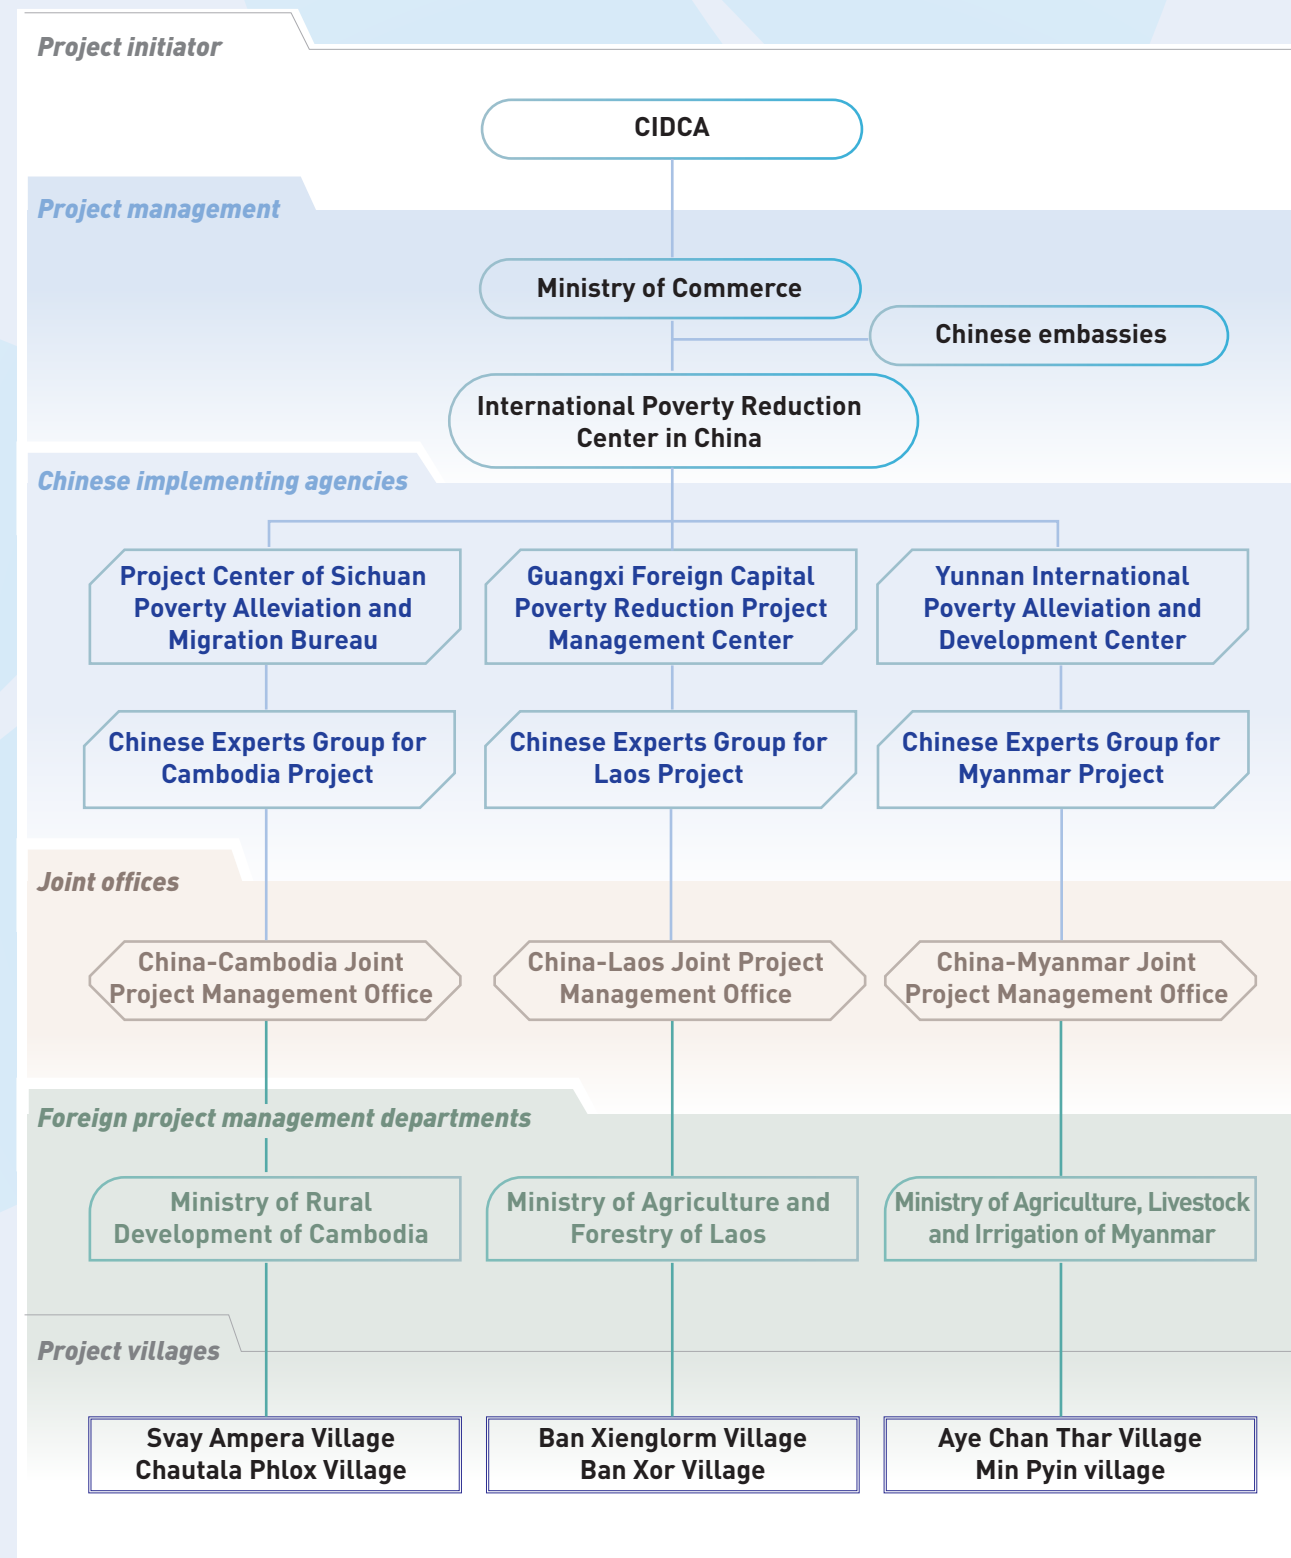 Project initiator
CIDCA
Project management
Ministry of Commerce
Chinese embassies
International Poverty Reduction
Center in China
Chinese implementing agencies
Project Center of Sichuan
Poverty Alleviation and
Migration Bureau
Guangxi Foreign Capital
Poverty Reduction Project
Management Center
Yunnan International
Poverty Alleviation and
Development Center
Chinese Experts Group for
Cambodia Project
Chinese Experts Group for
Laos Project
Chinese Experts Group for
Myanmar Project
Joint offices
China-Cambodia Joint
Project Management Office
China-Laos Joint Project
Management Office
China-Myanmar Joint
Project Management Office
Foreign project management departments
Ministry of Rural
Development of Cambodia
Ministry of Agriculture and
Forestry of Laos
Ministry of Agriculture, Livestock
and Irrigation of Myanmar
Project villages
Svay Ampera Village
Chautala Phlox Village
Ban Xienglorm Village
Ban Xor Village
Aye Chan Thar Village
Min Pyin village